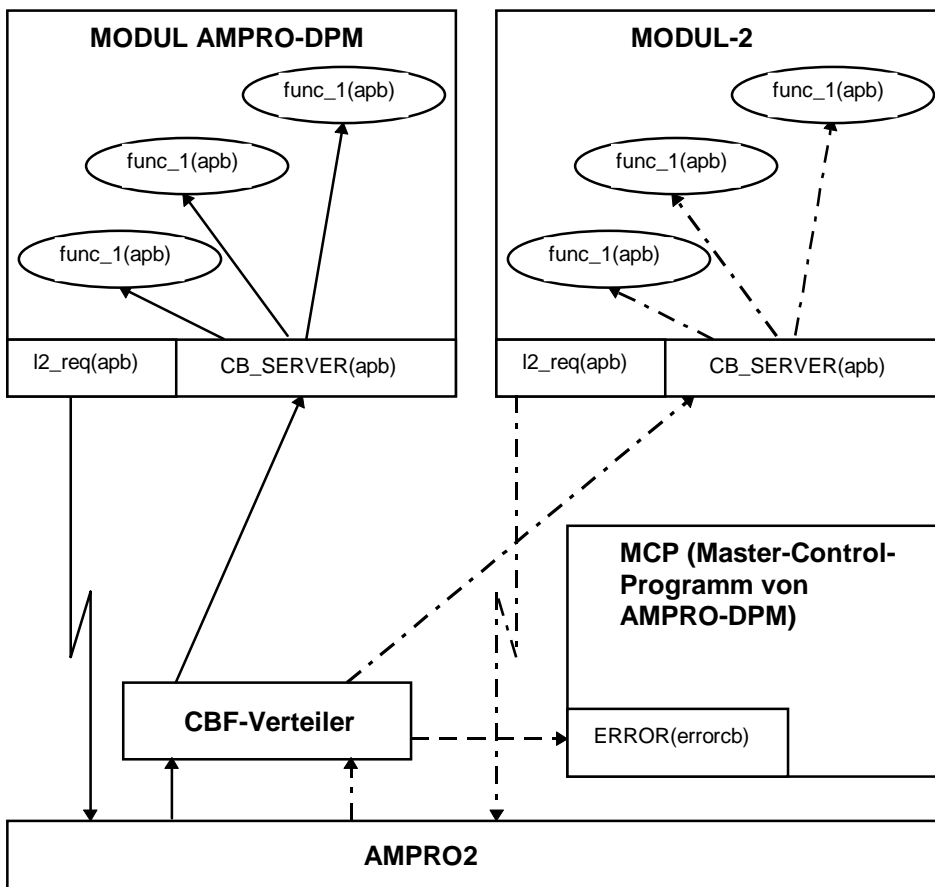 MODUL AMPRO-DPM
func_1(apb)
func_1(apb)
func_1(apb)
l2_req(apb)
CB_SERVER(apb)
MODUL-2
func_1(apb)
func_1(apb)
func_1(apb)
l2_req(apb)
CB_SERVER(apb)
MCP (Master-Control-
Programm von
AMPRO-DPM)
ERROR(errorcb)
CBF-Verteiler
AMPRO2